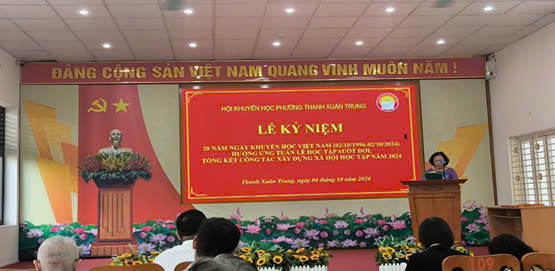 ĐẢNG CỘNG SẢN VIỆT NAM QUANG VINH MUÔN NĂM !
HỘI KHUYẾN HỌC PHƯỜNG THANH XUÂN TRUNG
LỄ KỶ NIỆM
28 NĂM NGÀY KHUYẾN HỌC VIỆT NAM (02/10/1996-02/10/2024)
HƯỞNG ỨNG TUẦN LỄ HỌC TẬP SUỐT ĐỜI;
TỔNG KẾT CÔNG TÁC XÂY DỰNG XÃ HỘI HỌC TẬP NĂM 2024
Thanh Xuân Trung, ngày 04 tháng 10 năm 2024